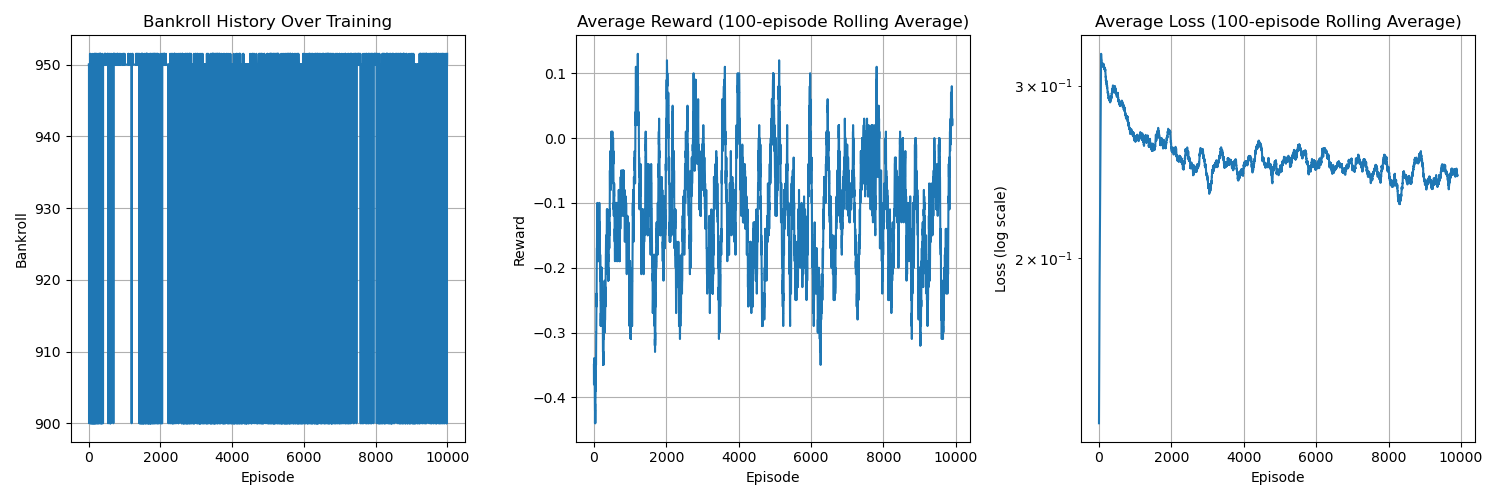 Bankroll History Over Training
Bankroll
950
940
930
920
910
900
0 2000 4000 6000 8000 10000
Episode
Average Reward (100-episode Rolling Average)
Reward
0.1
0.0
−0.1
−0.2
−0.3
−0.4
0 2000 4000 6000 8000 10000
Episode
Average Loss (100-episode Rolling Average)
Loss (log scale)
3 × 10⁻¹
2 × 10⁻¹
0 2000 4000 6000 8000 10000
Episode